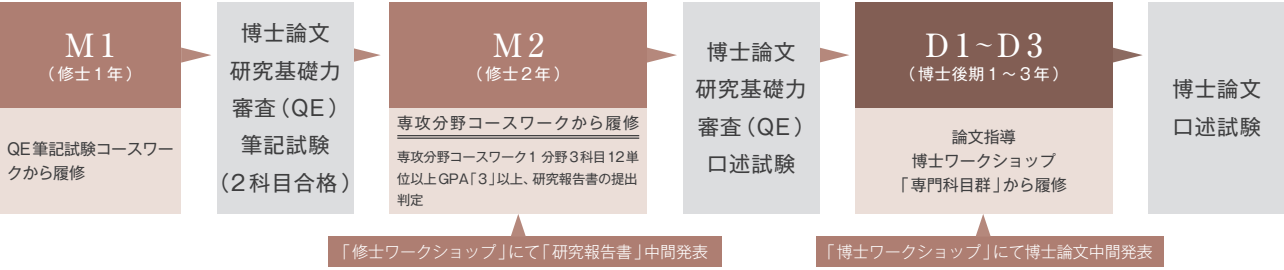 M1
（修士1年）
QE筆記試験コースワー
クから履修
博士論文
研究基礎力
審査（QE）
筆記試験
（2科目合格）
M2
（修士2年）
専攻分野コースワークから履修
専攻分野コースワーク1 分野3科目12単
位以上GPA「3」以上、研究報告書の提出
判定
「修士ワークショップ」にて「研究報告書」中間発表
博士論文
研究基礎力
審査（QE）
口述試験
D1~D3
（博士後期1～3年）
論文指導
博士ワークショップ
「専門科目群」から履修
「博士ワークショップ」にて博士論文中間発表
博士論文
口述試験